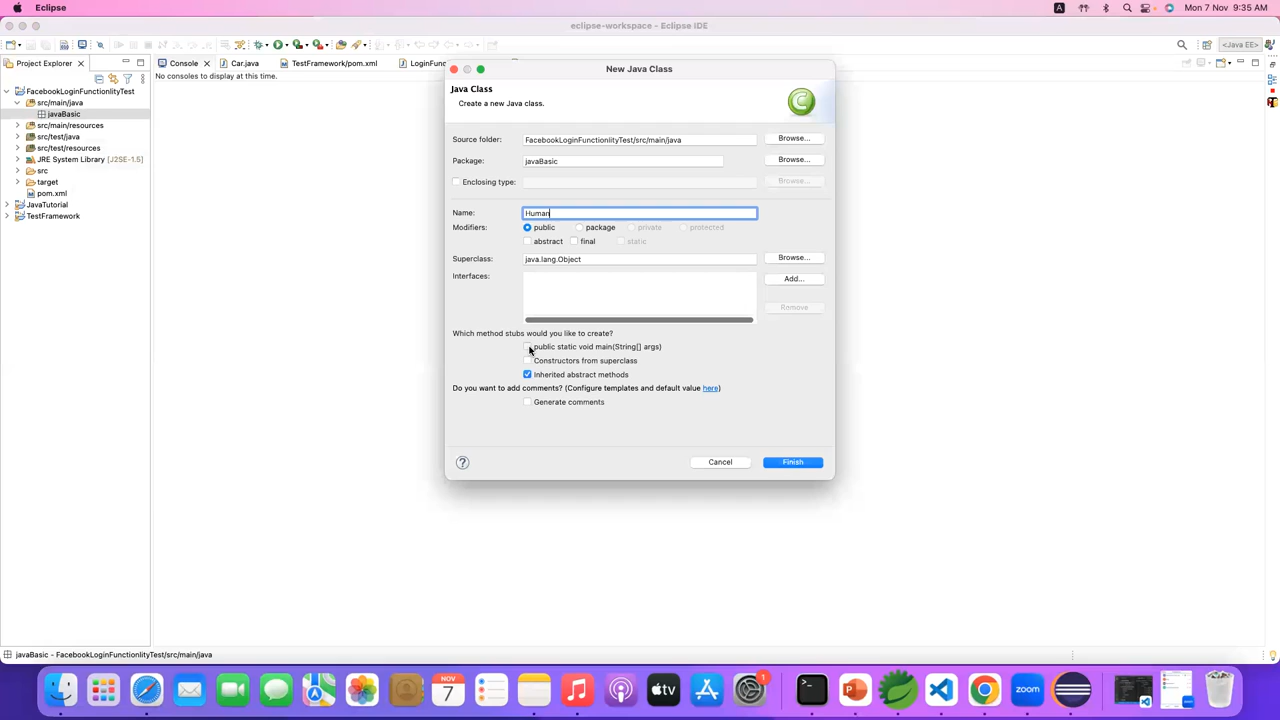 Eclipse
A
Mon 7 Nov 9:35 AM
eclipse-workspace - Eclipse IDE
<Java EE>
Project Explorer
Console
Car.java
TestFramework/pom.xml
LoginFunc
No consoles to display at this time.
FacebookLoginFunctionlityTest
src/main/java
javaBasic
src/main/resources
src/test/java
src/test/resources
JRE System Library [J2SE-1.5]
src
target
pom.xml
JavaTutorial
TestFramework
New Java Class
Java Class
Create a new Java class.
C
Source folder: FacebookLoginFunctionlityTest/src/main/java Browse...
Package: javaBasic Browse...
Enclosing type: Browse...
Name: Human
Modifiers: public package private protected
abstract final static
Superclass: java.lang.Object Browse...
Interfaces: Add...
Remove
Which method stubs would you like to create?
public static void main(String[] args)
Constructors from superclass
Inherited abstract methods
Do you want to add comments? (Configure templates and default value here)
Generate comments
? Cancel Finish
javaBasic - FacebookLoginFunctionlityTest/src/main/java
NOV
7
tv
1
zoom